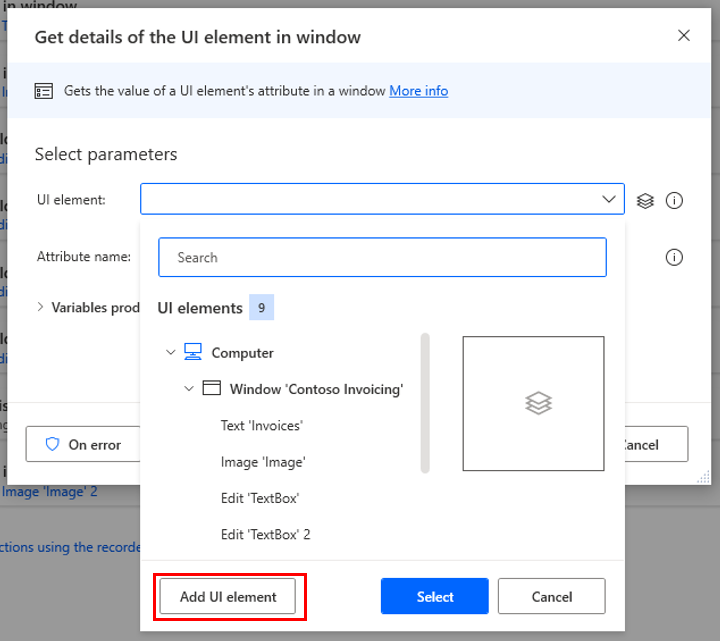 in window
Get details of the UI element in window
Gets the value of a UI element's attribute in a window More info
Select parameters
UI element:
Attribute name:
Search
Variables prod
UI elements 9
Computer
Window 'Contoso Invoicing'
Text 'Invoices'
Image 'Image'
Edit 'TextBox'
Edit 'TextBox' 2
On error
Cancel
Image 'Image' 2
ctions using the recorde
Add UI element
Select
Cancel